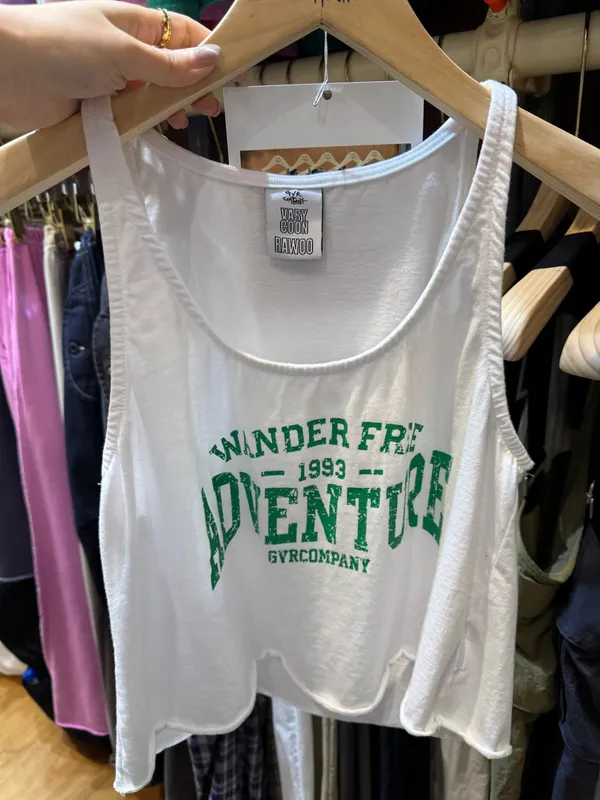 VARY
COON
RAWOO
WANDER FREE
1993
ADVENTURE
GVRCOMPANY